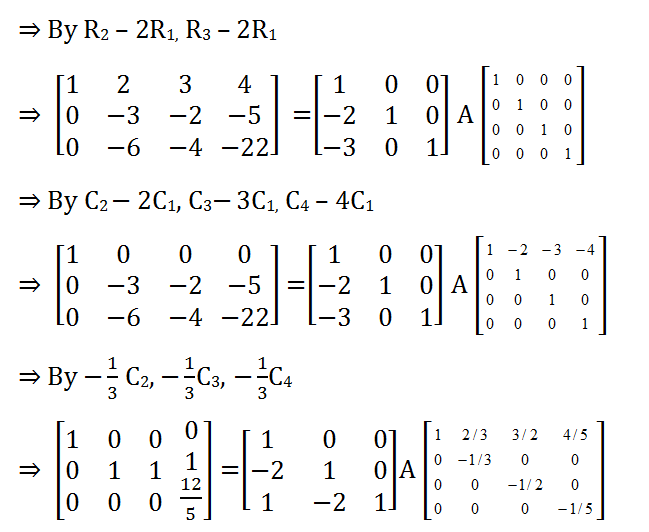 ⇒ By R₂ – 2R₁, R₃ – 2R₁
⇒ [1 2 3 4; 0 −3 −2 −5; 0 −6 −4 −22] = [1 0 0; −2 1 0; −3 0 1] A [1 0 0 0; 0 1 0 0; 0 0 1 0; 0 0 0 1]
⇒ By C₂ − 2C₁, C₃ − 3C₁, C₄ – 4C₁
⇒ [1 0 0 0; 0 −3 −2 −5; 0 −6 −4 −22] = [1 0 0; −2 1 0; −3 0 1] A [1 −2 −3 −4; 0 1 0 0; 0 0 1 0; 0 0 0 1]
⇒ By −1/3 C₂, −1/3 C₃, −1/3 C₄
⇒ [1 0 0 0; 0 1 1 1; 0 0 0 12/5] = [1 0 0; −2 1 0; 1 −2 1] A [1 2/3 3/2 4/5; 0 −1/3 0 0; 0 0 −1/2 0; 0 0 0 −1/5]